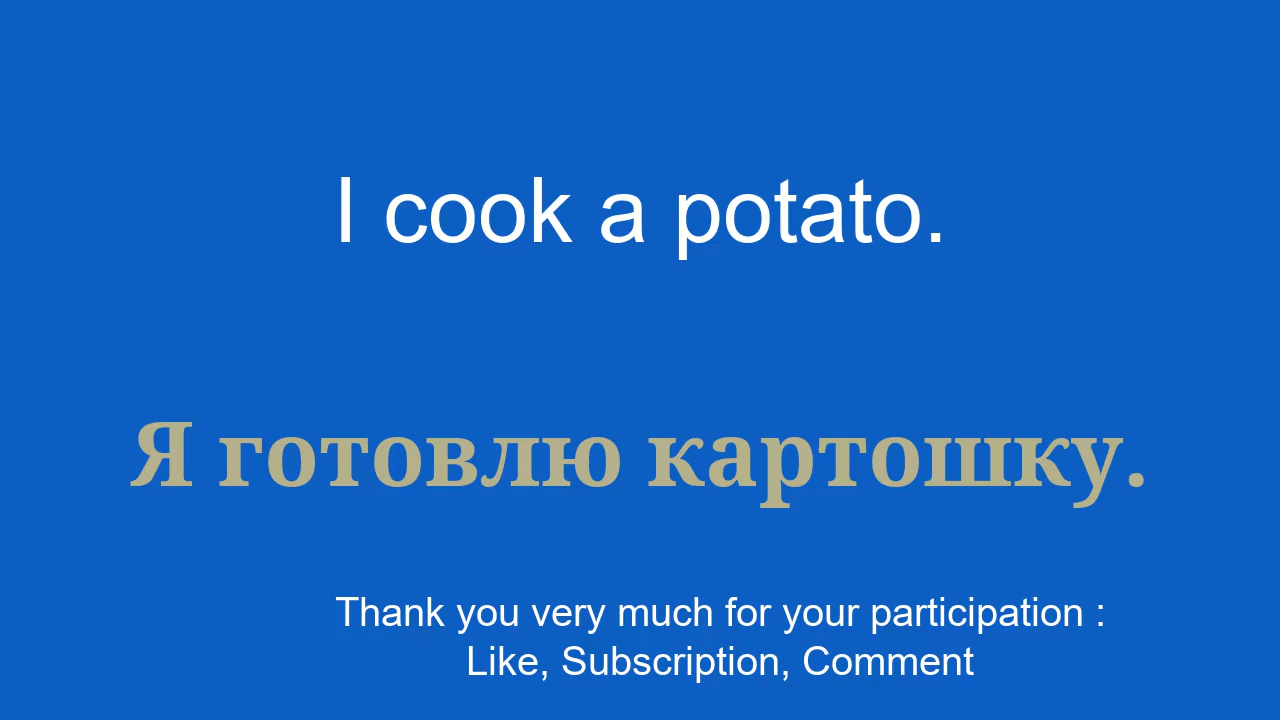 I cook a potato.
Я готовлю картошку.
Thank you very much for your participation :
Like, Subscription, Comment